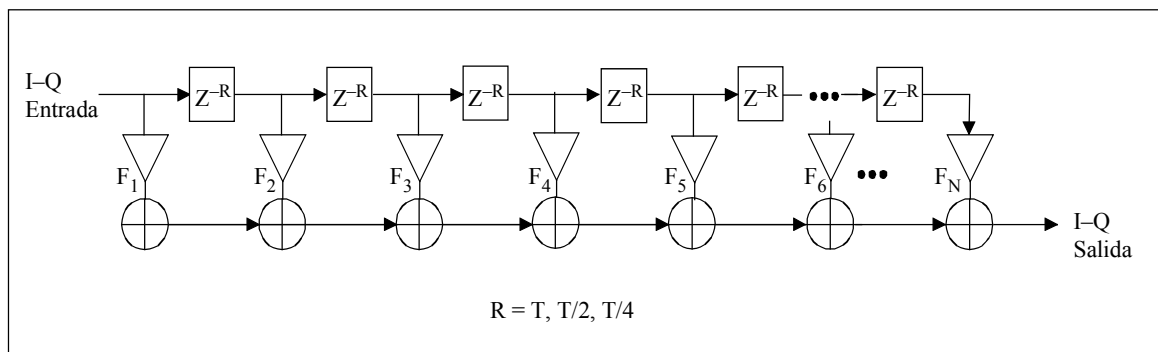 I–Q
Entrada
Z–R
Z–R
Z–R
Z–R
Z–R
Z–R
F1
F2
F3
F4
F5
F6
FN
I–Q
Salida
R = T, T/2, T/4